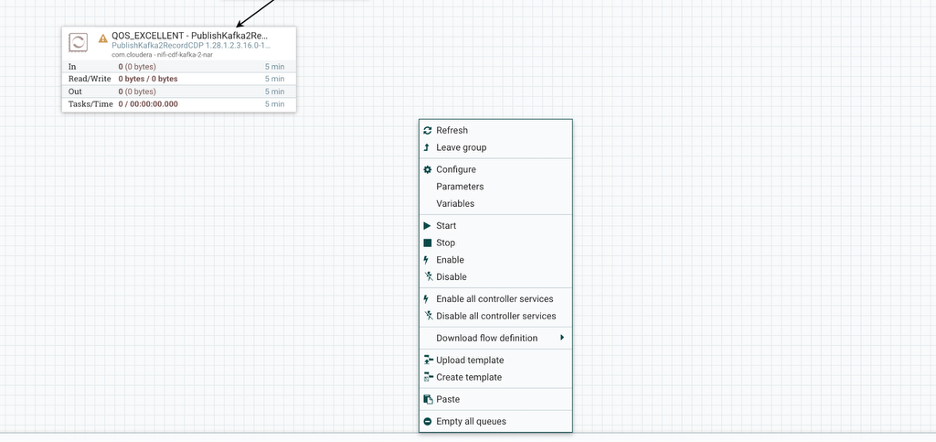 QOS_EXCELLENT - PublishKafka2Re...
PublishKafka2RecordCDP 1.28.1.2.3.16.0-1...
com.cloudera - nifi-cdf-kafka-2-nar
In 0 (0 bytes) 5 min
Read/Write 0 bytes / 0 bytes 5 min
Out 0 (0 bytes) 5 min
Tasks/Time 0 / 00:00:00.000 5 min
Refresh
Leave group
Configure
Parameters
Variables
Start
Stop
Enable
Disable
Enable all controller services
Disable all controller services
Download flow definition
Upload template
Create template
Paste
Empty all queues